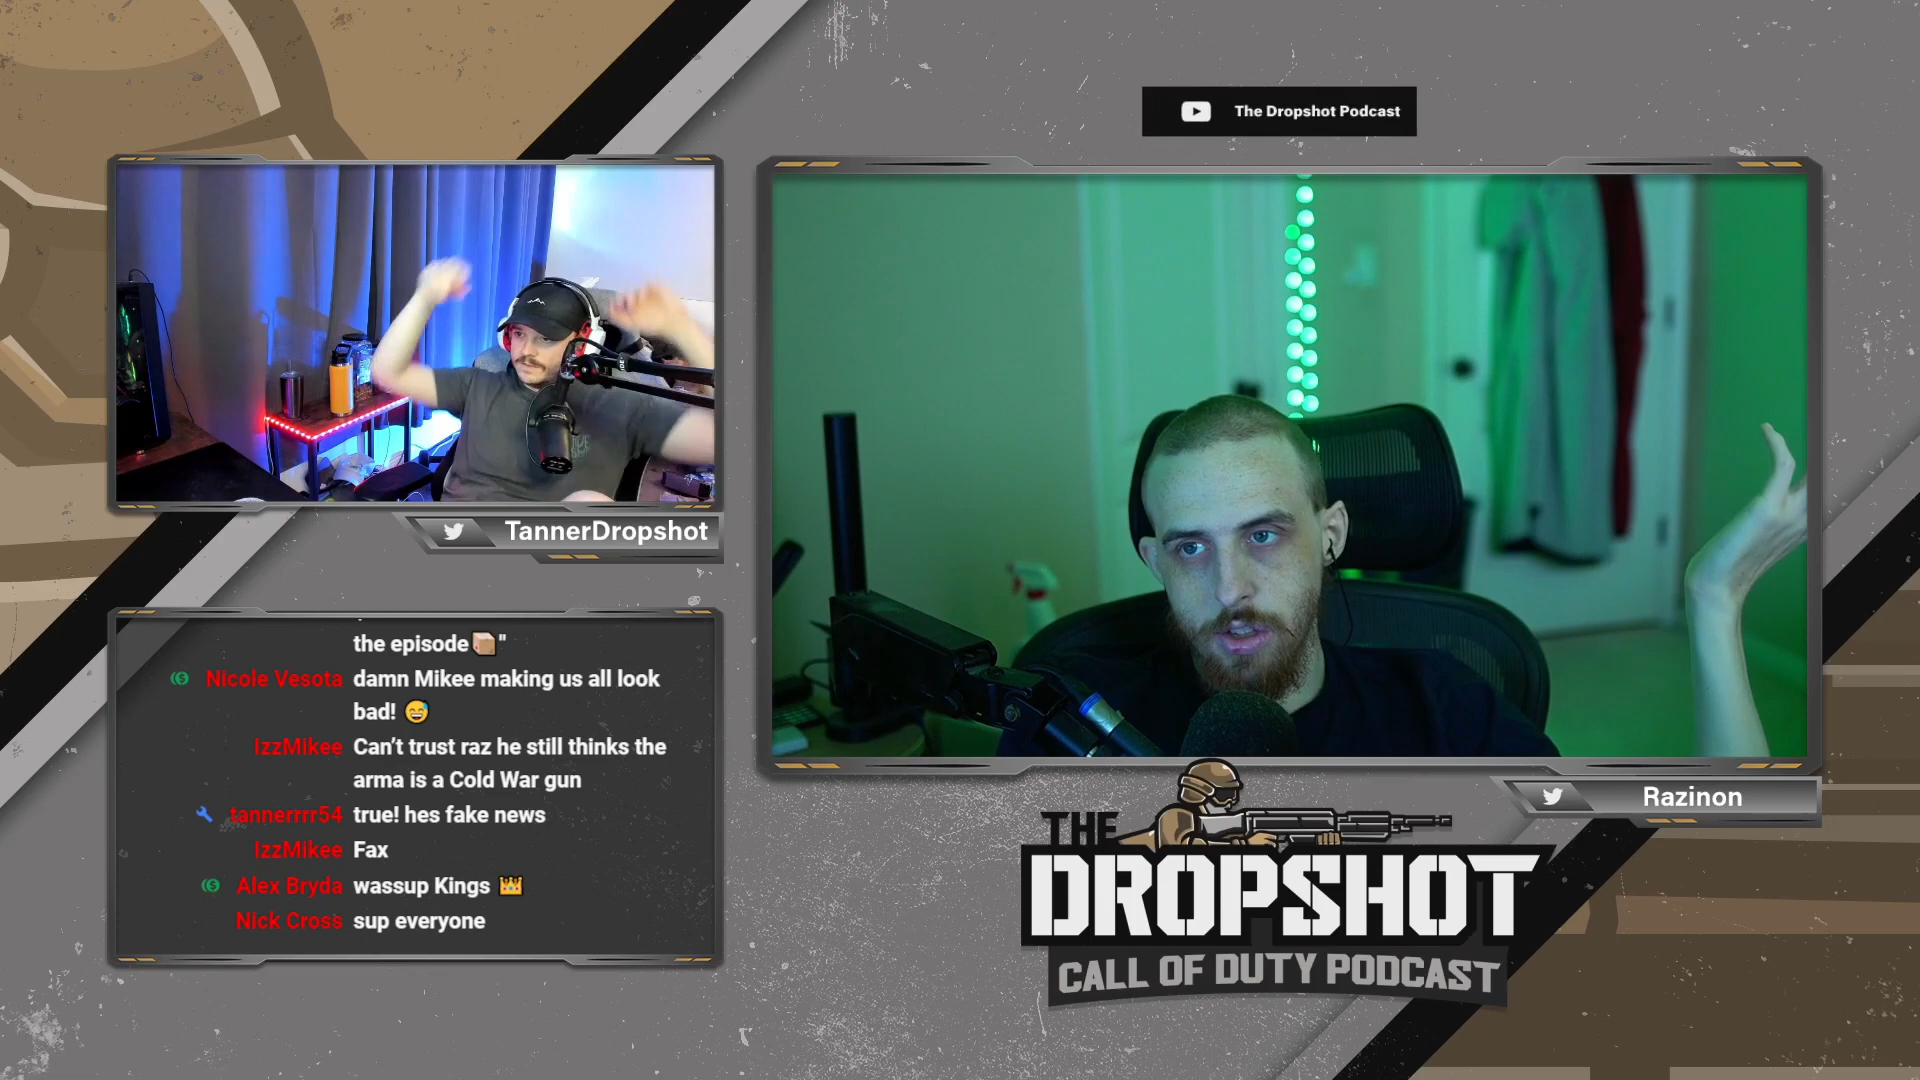 The Dropshot Podcast
TannerDropshot
the episode📦"
Nicole Vesota damn Mikee making us all look
bad! 😅
IzzMikee Can't trust raz he still thinks the
arma is a Cold War gun
tannerrrr54 true! hes fake news
IzzMikee Fax
Alex Bryda wassup Kings 👑
Nick Cross sup everyone
Razinon
THE
DROPSHOT
CALL OF DUTY PODCAST